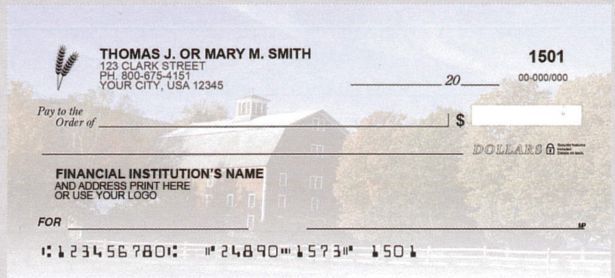 THOMAS J. OR MARY M. SMITH
123 CLARK STREET
PH. 800-675-4151
YOUR CITY, USA 12345
1501
20
00-000/000
Pay to the
Order of
$
DOLLARS
FINANCIAL INSTITUTION'S NAME
AND ADDRESS PRINT HERE
OR USE YOUR LOGO
FOR
MP
⑆123456780⑆ ⑈24890⑉1573⑈ 1501